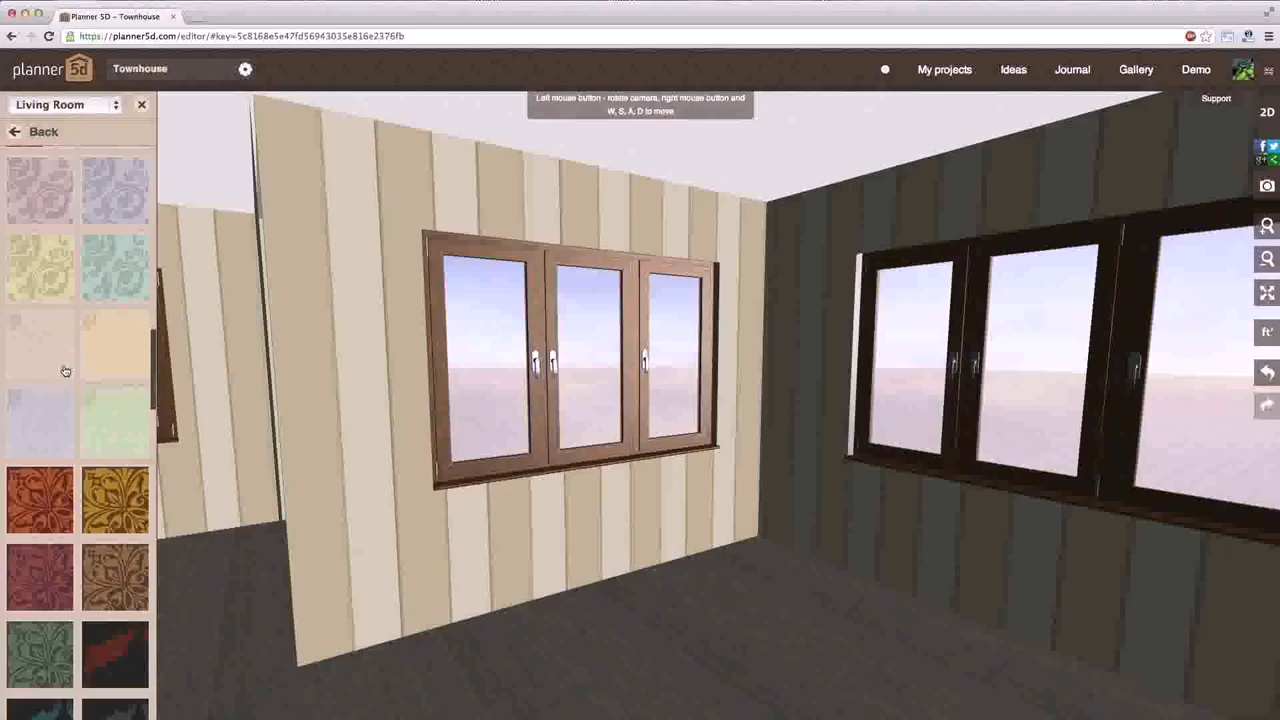 Planner 5D – Townhouse
https://planner5d.com/editor/#key=5c8168e5e47fd56943035e816e2376fb
planner 5d
Townhouse
My projects
Ideas
Journal
Gallery
Demo
Living Room
Back
Left mouse button - rotate camera, right mouse button and
W, S, A, D to move
Support
2D
ft'